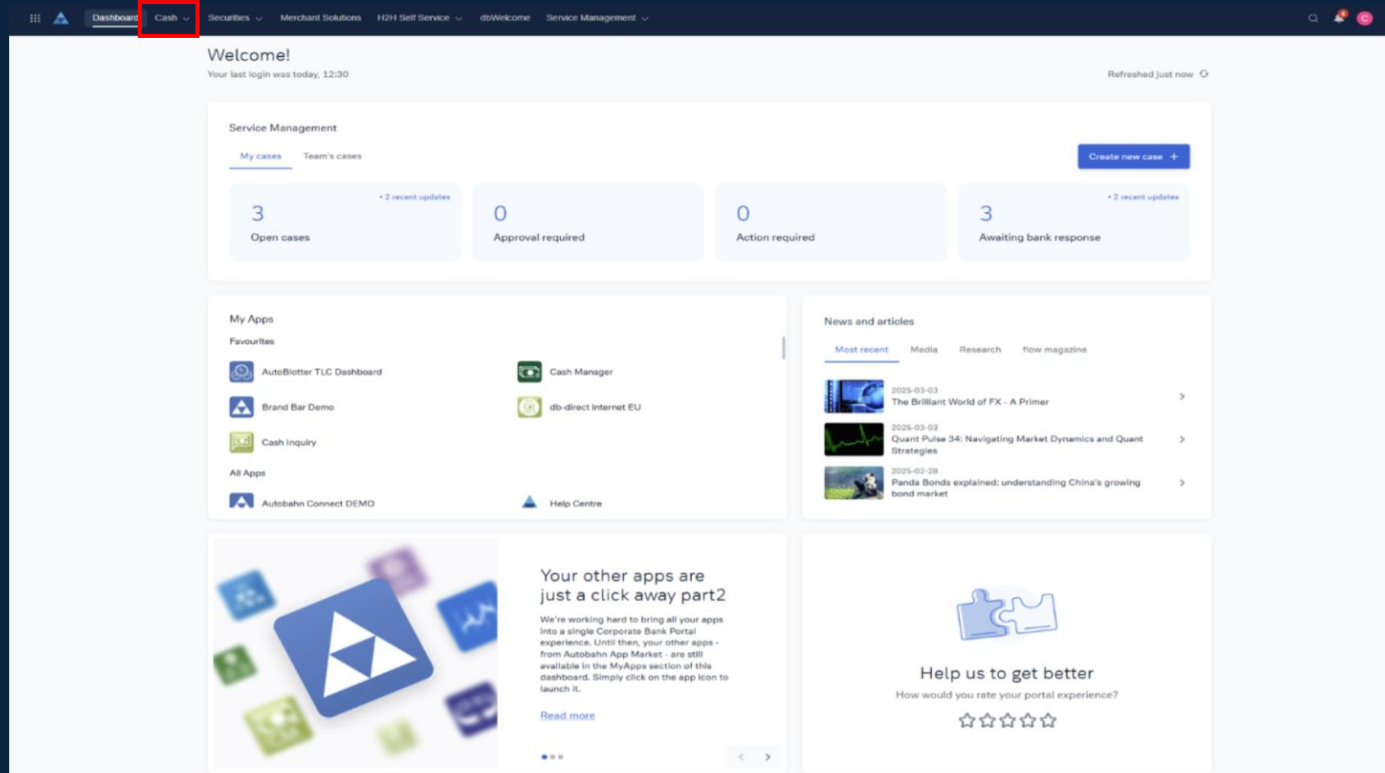 Dashboard Cash Securities Merchant Solutions H2H Self Service dbWelcome Service Management
C
Welcome!
Your last login was today, 12:30
Refreshed just now
Service Management
My cases Team's cases
Create new case +
• 2 recent updates
3
Open cases
0
Approval required
0
Action required
• 2 recent updates
3
Awaiting bank response
My Apps
Favourites
AutoBlotter TLC Dashboard
Cash Manager
Brand Bar Demo
db-direct internet EU
Cash Inquiry
All Apps
Autobahn Connect DEMO
Help Centre
News and articles
Most recent Media Research flow magazine
2025-03-03
The Brilliant World of FX - A Primer
2025-03-03
Quant Pulse 34: Navigating Market Dynamics and Quant
Strategies
2025-02-28
Panda Bonds explained: understanding China's growing
bond market
Your other apps are
just a click away part2
We're working hard to bring all your apps
into a single Corporate Bank Portal
experience. Until then, your other apps -
from Autobahn App Market - are still
available in the MyApps section of this
dashboard. Simply click on the app icon to
launch it.
Read more
Help us to get better
How would you rate your portal experience?